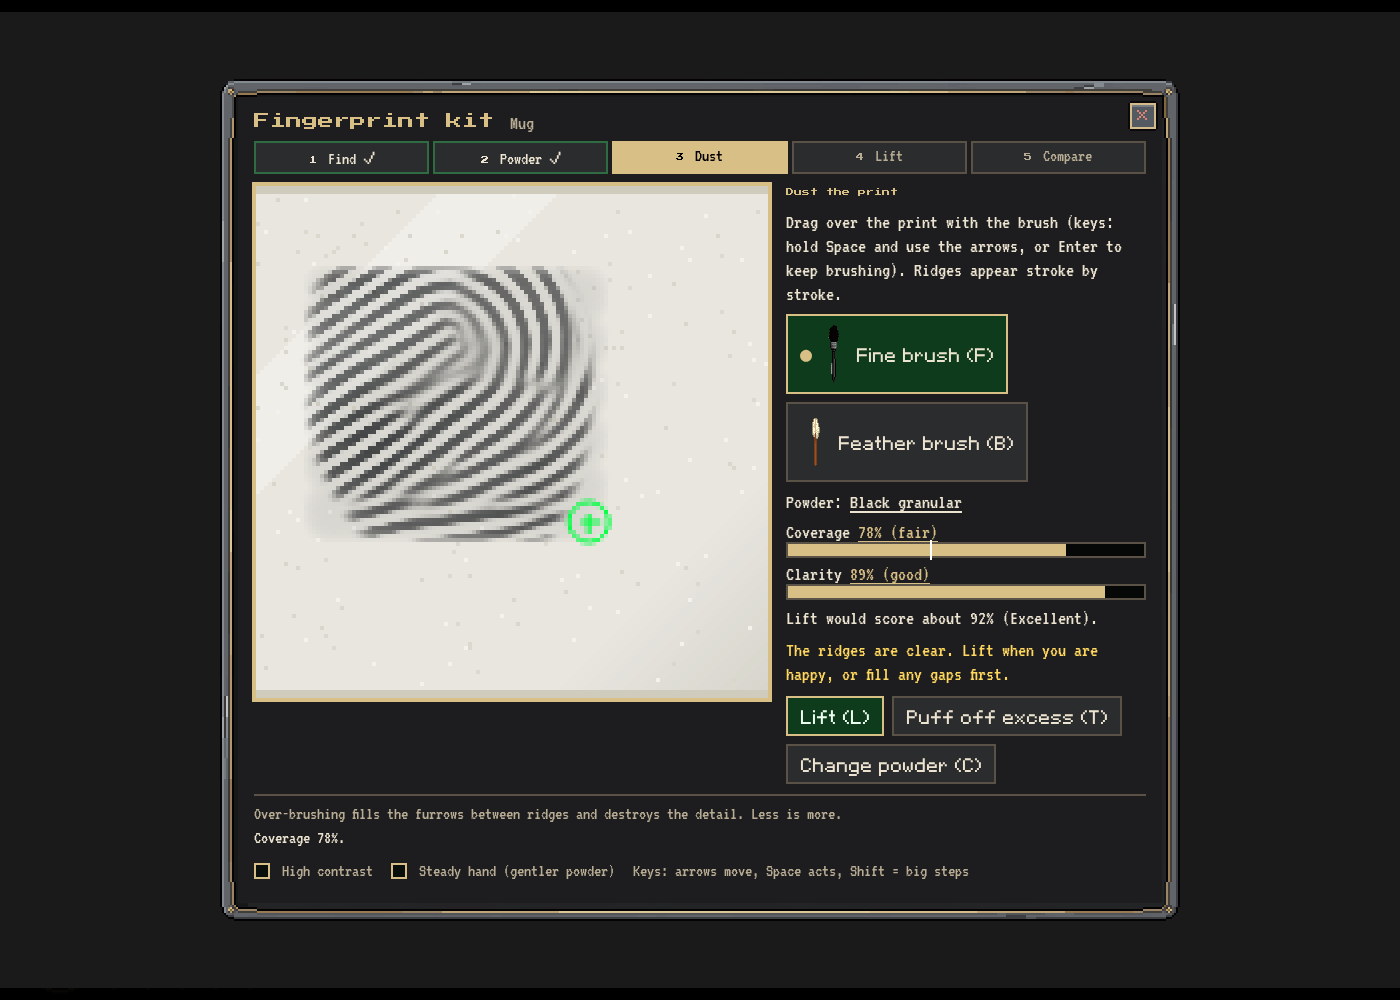 Fingerprint kit Mug
1 Find ✓ 2 Powder ✓ 3 Dust 4 Lift 5 Compare
Dust the print
Drag over the print with the brush (keys:
hold Space and use the arrows, or Enter to
keep brushing). Ridges appear stroke by
stroke.
Fine brush (F)
Feather brush (B)
Powder: Black granular
Coverage 78% (fair)
Clarity 89% (good)
Lift would score about 92% (Excellent).
The ridges are clear. Lift when you are
happy, or fill any gaps first.
Lift (L) Puff off excess (T)
Change powder (C)
Over-brushing fills the furrows between ridges and destroys the detail. Less is more.
Coverage 78%.
High contrast Steady hand (gentler powder) Keys: arrows move, Space acts, Shift = big steps